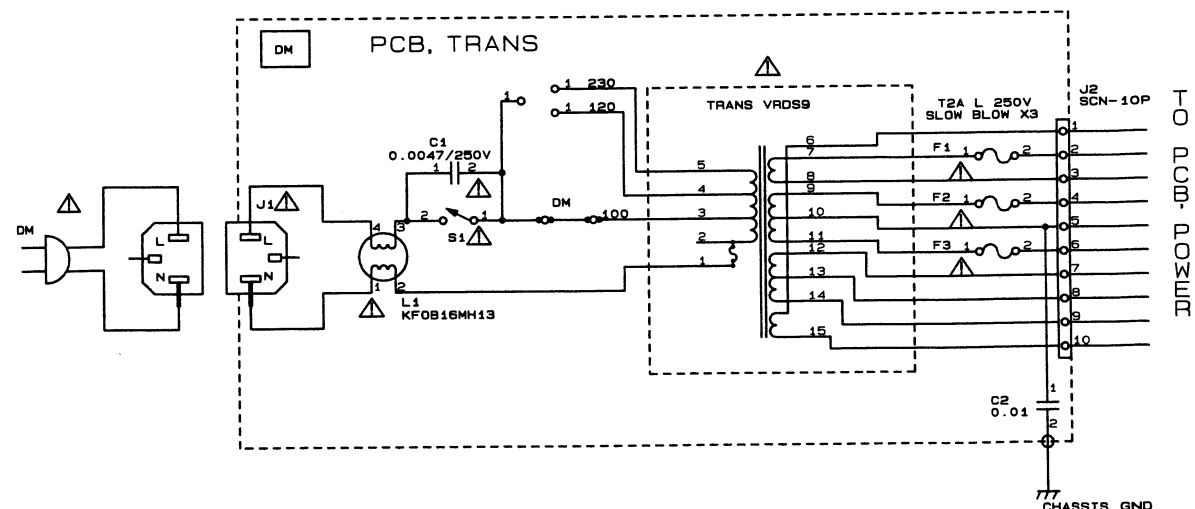 DM
PCB, TRANS
1 230
1
1 120
TRANS VRDS9
T2A L 250V
SLOW BLOW X3
J2
SCN-10P
TO PCB, POWER
C1
0.0047/250V
1 2
DM
L
N
J1
L
N
4 3
1 2
L1
KF0B16MH13
2 1
S1
DM
100
5
4
3
2
1
6
7
8
9
10
11
12
13
14
15
F1 1 2
F2 1 2
F3 1 2
1
2
3
4
5
6
7
8
9
10
C2
0.01
1
2
CHASSIS GND